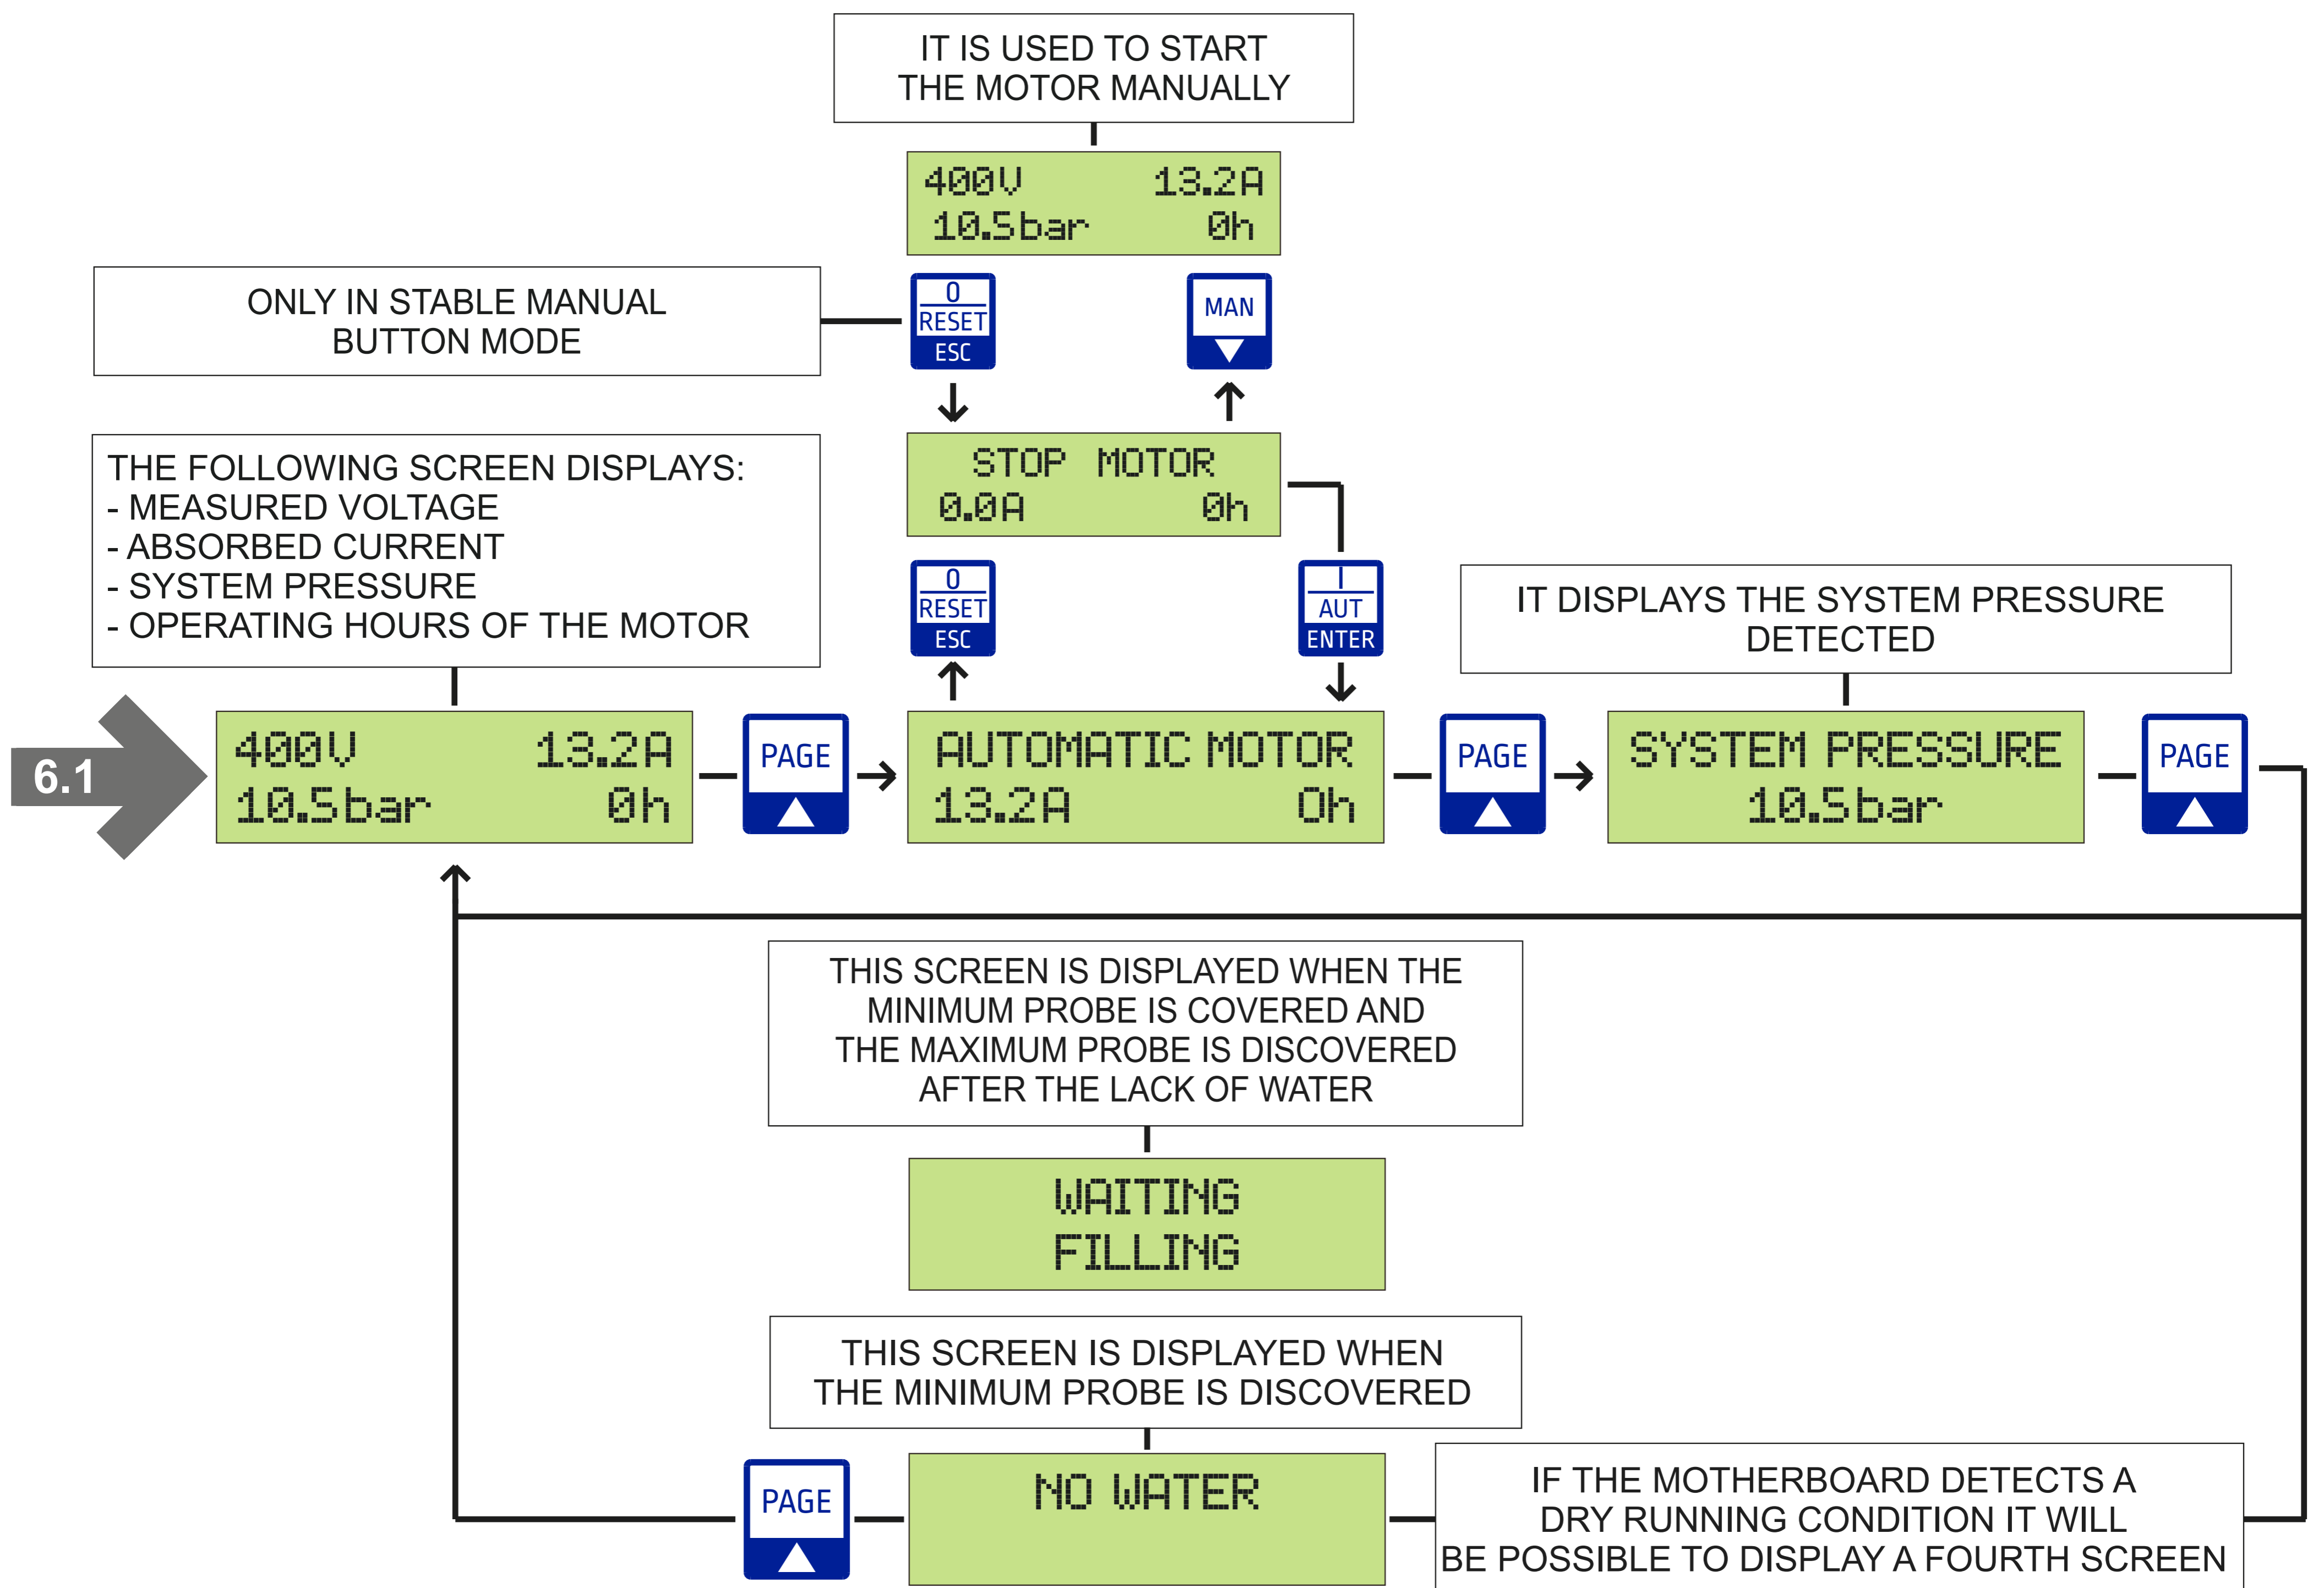 IT IS USED TO START
THE MOTOR MANUALLY
400V 13.2A
10.5bar 0h
ONLY IN STABLE MANUAL
BUTTON MODE
0
RESET
ESC
MAN
THE FOLLOWING SCREEN DISPLAYS:
- MEASURED VOLTAGE
- ABSORBED CURRENT
- SYSTEM PRESSURE
- OPERATING HOURS OF THE MOTOR
STOP MOTOR
0.0A 0h
0
RESET
ESC
I
AUT
ENTER
IT DISPLAYS THE SYSTEM PRESSURE
DETECTED
6.1
400V 13.2A
10.5bar 0h
PAGE
AUTOMATIC MOTOR
13.2A Oh
PAGE
SYSTEM PRESSURE
10.5bar
PAGE
THIS SCREEN IS DISPLAYED WHEN THE
MINIMUM PROBE IS COVERED AND
THE MAXIMUM PROBE IS DISCOVERED
AFTER THE LACK OF WATER
WAITING
FILLING
THIS SCREEN IS DISPLAYED WHEN
THE MINIMUM PROBE IS DISCOVERED
PAGE
NO WATER
IF THE MOTHERBOARD DETECTS A
DRY RUNNING CONDITION IT WILL
BE POSSIBLE TO DISPLAY A FOURTH SCREEN